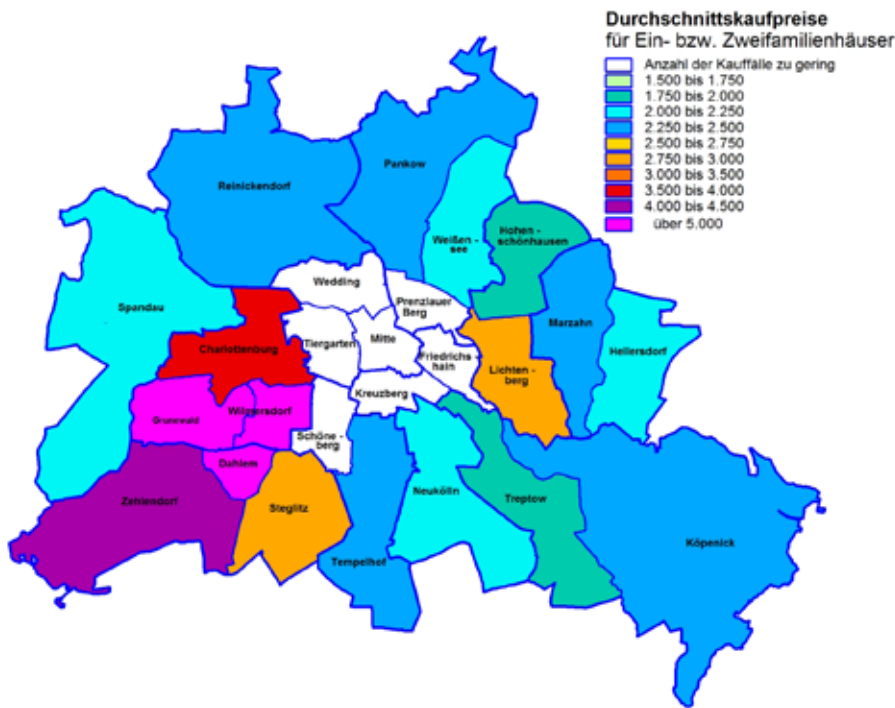 Durchschnittskaufpreise
für Ein- bzw. Zweifamilienhäuser
Anzahl der Kauffälle zu gering
1.500 bis 1.750
1.750 bis 2.000
2.000 bis 2.250
2.250 bis 2.500
2.500 bis 2.750
2.750 bis 3.000
3.000 bis 3.500
3.500 bis 4.000
4.000 bis 4.500
über 5.000
Pankow
Reinickendorf
Weißen -
see
Hohen -
schönhausen
Wedding
Prenzlauer
Berg
Spandau
Marzahn
Tiergarten
Mitte
Charlottenburg
Friedrichs
hain
Hellersdorf
Lichten -
berg
Kreuzberg
Grunewald
Wilmersdorf
Schöne -
berg
Dahlem
Zehlendorf
Steglitz
Neukölln
Treptow
Köpenick
Tempelhof